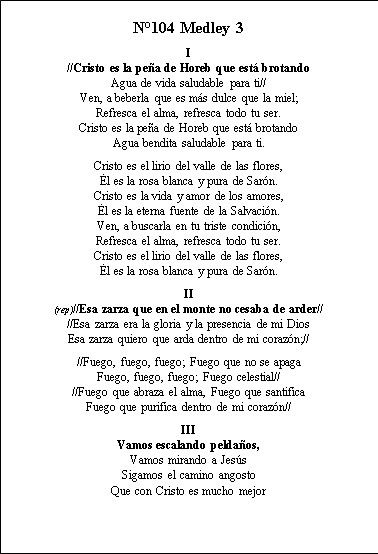 N°104 Medley 3
I
//Cristo es la peña de Horeb que está brotando
Agua de vida saludable para ti//
Ven, a beberla que es más dulce que la miel;
Refresca el alma, refresca todo tu ser.
Cristo es la peña de Horeb que está brotando
Agua bendita saludable para ti.
Cristo es el lirio del valle de las flores,
Él es la rosa blanca y pura de Sarón.
Cristo es la vida y amor de los amores,
Él es la eterna fuente de la Salvación.
Ven, a buscarla en tu triste condición,
Refresca el alma, refresca todo tu ser.
Cristo es el lirio del valle de las flores,
Él es la rosa blanca y pura de Sarón.
II
(rep)//Esa zarza que en el monte no cesaba de arder//
//Esa zarza era la gloria y la presencia de mi Dios
Esa zarza quiero que arda dentro de mi corazón;//
//Fuego, fuego, fuego; Fuego que no se apaga
Fuego, fuego, fuego; Fuego celestial//
//Fuego que abraza el alma, Fuego que santifica
Fuego que purifica dentro de mi corazón//
III
Vamos escalando peldaños,
Vamos mirando a Jesús
Sigamos el camino angosto
Que con Cristo es mucho mejor